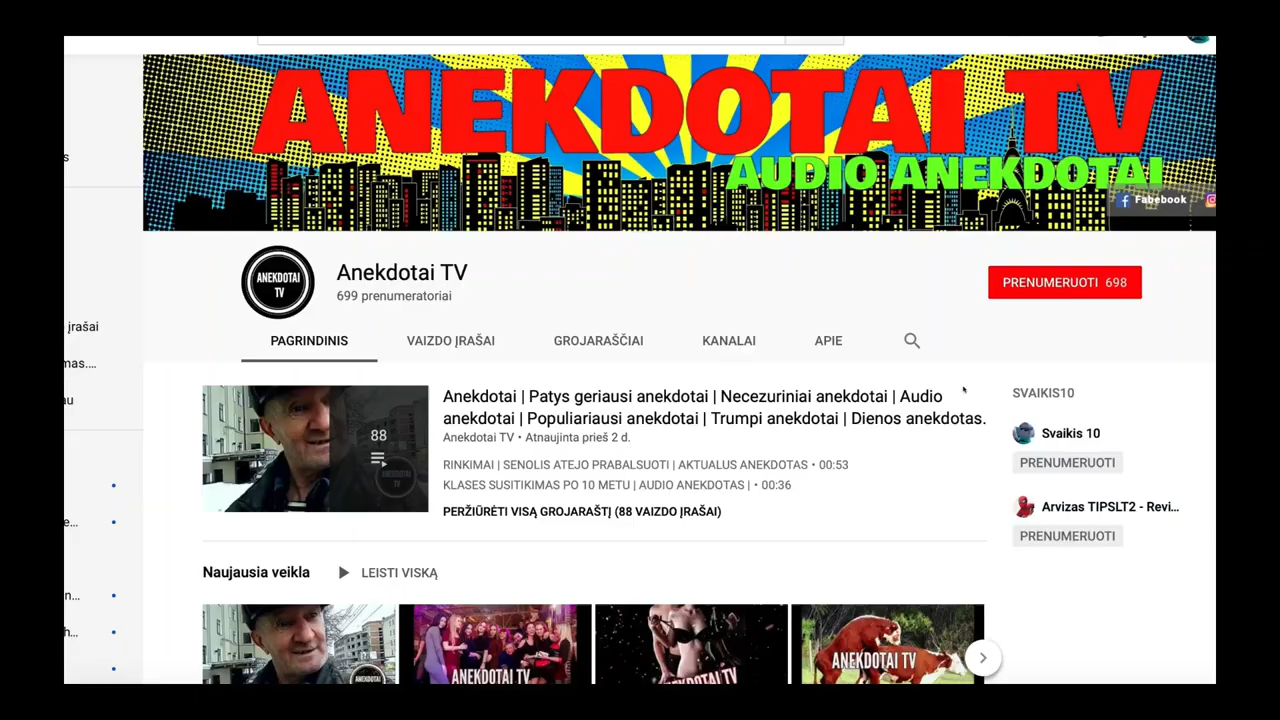 ANEKDOTAI TV
AUDIO ANEKDOTAI
Fabebook
ANEKDOTAI
TV
Anekdotai TV
699 prenumeratoriai
PRENUMERUOTI 698
PAGRINDINIS
VAIZDO ĮRAŠAI
GROJARAŠČIAI
KANALAI
APIE
s
įrašai
mas....
au
e...
n...
h...
88
ANEKDOTAI
TV
Anekdotai | Patys geriausi anekdotai | Necezuriniai anekdotai | Audio
anekdotai | Populiariausi anekdotai | Trumpi anekdotai | Dienos anekdotas.
Anekdotai TV • Atnaujinta prieš 2 d.
RINKIMAI | SENOLIS ATEJO PRABALSUOTI | AKTUALUS ANEKDOTAS • 00:53
KLASES SUSITIKIMAS PO 10 METU | AUDIO ANEKDOTAS | • 00:36
PERŽIŪRĖTI VISĄ GROJARAŠTĮ (88 VAIZDO ĮRAŠAI)
SVAIKIS10
Svaikis 10
PRENUMERUOTI
Arvizas TIPSLT2 - Revi...
PRENUMERUOTI
Naujausia veikla
LEISTI VISKĄ
ANEKDOTAI
ANEKDOTAI TV
ANEKDOTAI TV
ANEKDOTAI TV